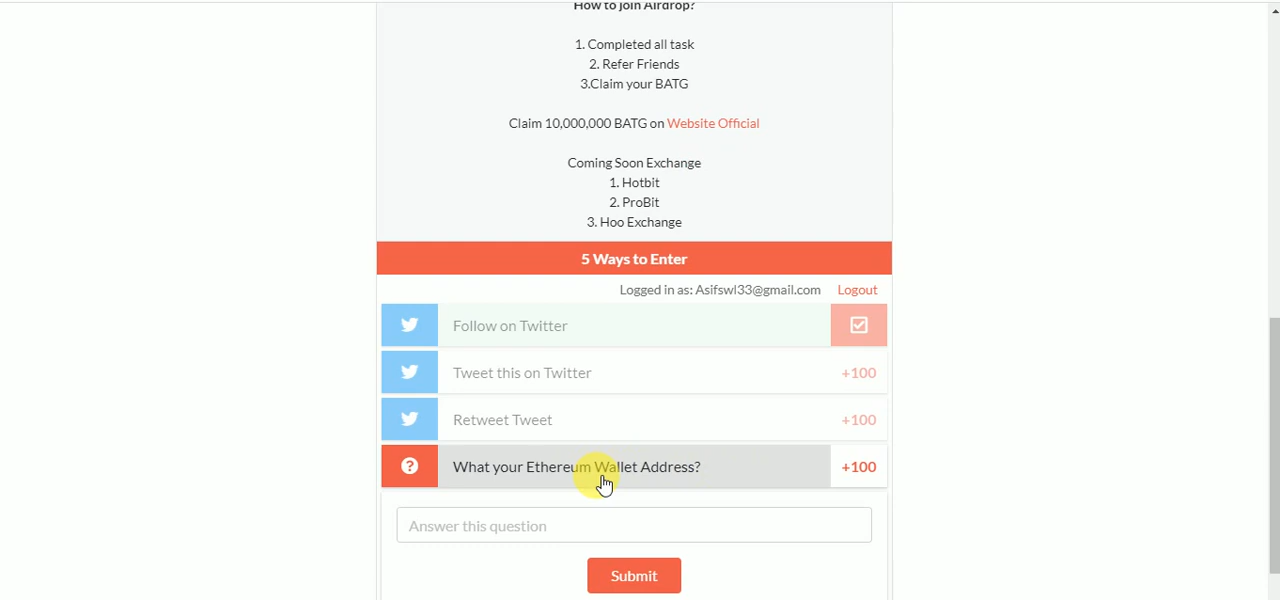 How to join Airdrop?
1. Completed all task
2. Refer Friends
3.Claim your BATG
Claim 10,000,000 BATG on Website Official
Coming Soon Exchange
1. Hotbit
2. ProBit
3. Hoo Exchange
5 Ways to Enter
Logged in as: Asifswl33@gmail.com Logout
Follow on Twitter
Tweet this on Twitter +100
Retweet Tweet +100
? What your Ethereum Wallet Address? +100
Answer this question
Submit